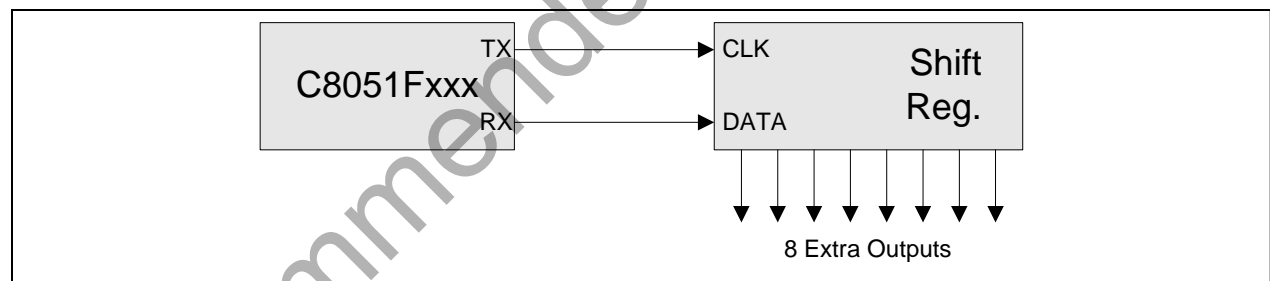 C8051Fxxx
TX
RX
CLK
DATA
Shift
Reg.
8 Extra Outputs